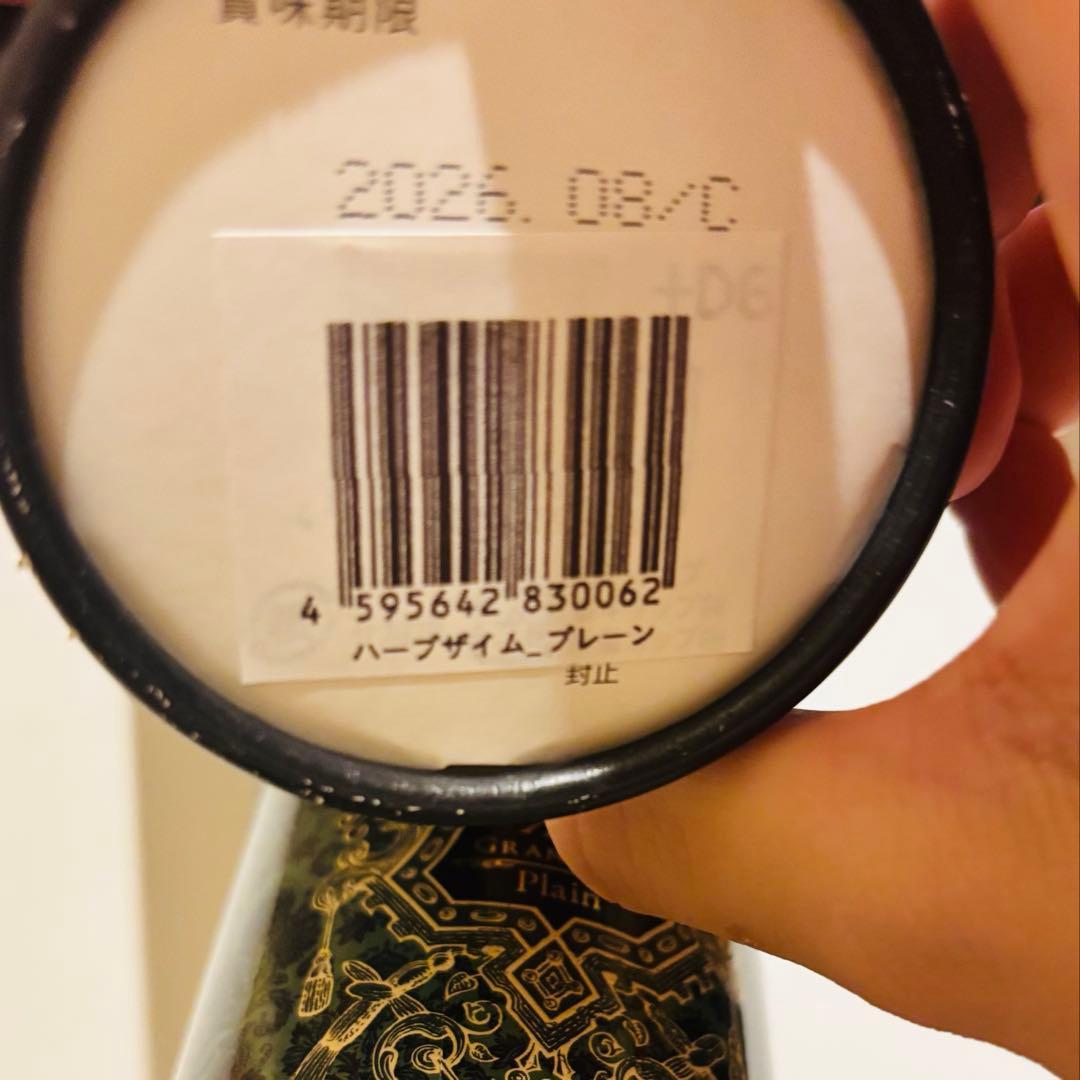 賞味期限
2026. 08/C
+D6
4 595642 830062
ハーブザイム_プレーン
封止
Plain